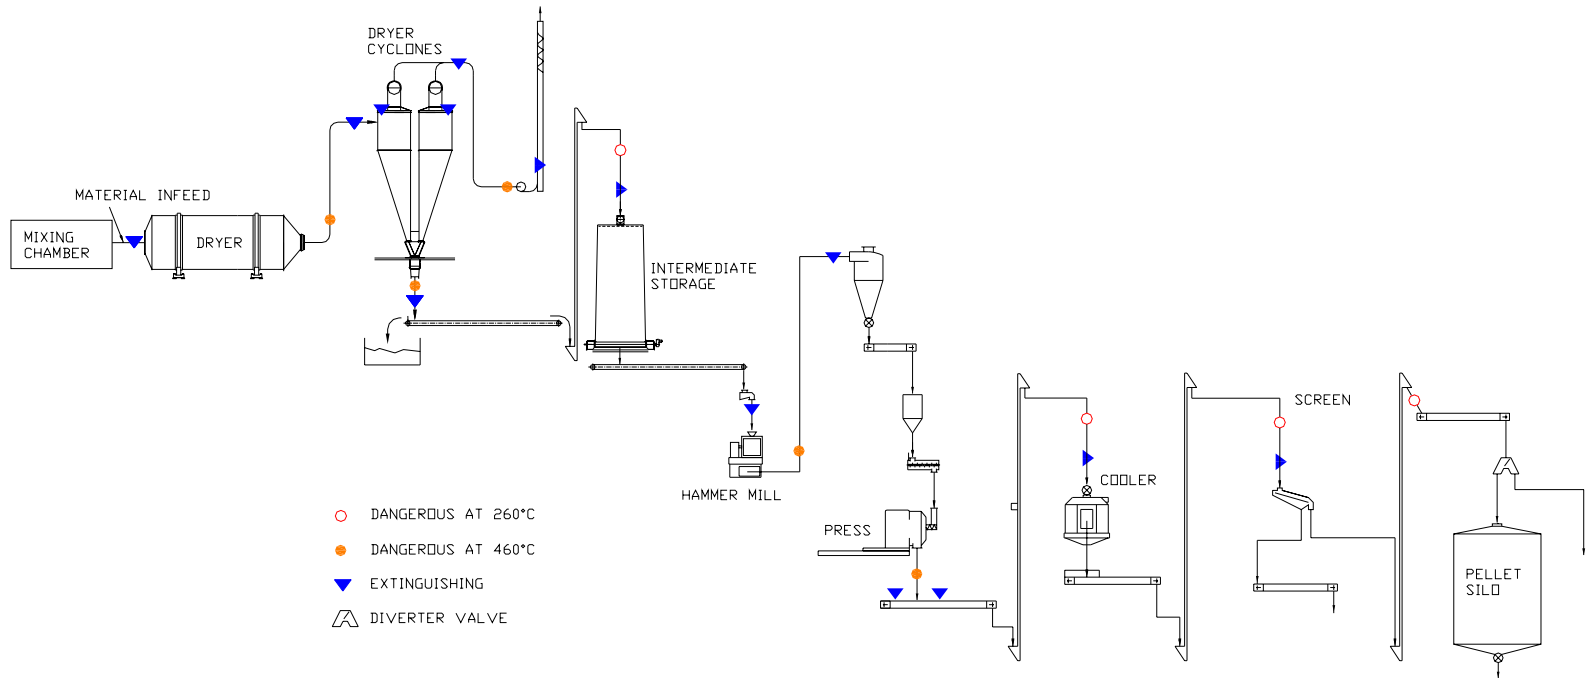 DRYER
CYCLONES
MATERIAL INFEED
MIXING
CHAMBER
DRYER
INTERMEDIATE
STORAGE
HAMMER MILL
PRESS
COOLER
SCREEN
PELLET
SILO
DANGEROUS AT 260°C
DANGEROUS AT 460°C
EXTINGUISHING
DIVERTER VALVE